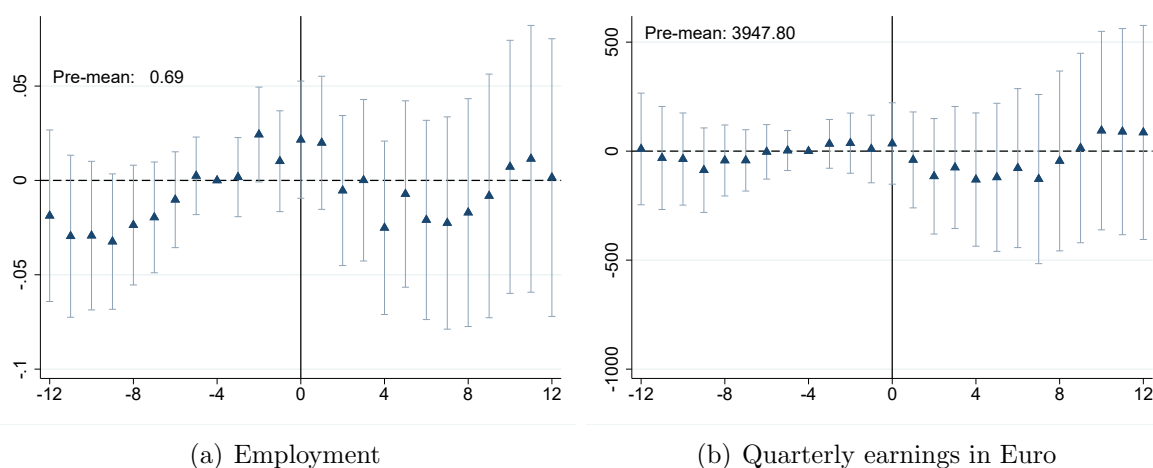 Pre-mean: 0.69
.05
0
-.05
-.1
-12 -8 -4 0 4 8 12
(a) Employment
Pre-mean: 3947.80
500
0
-500
-1000
-12 -8 -4 0 4 8 12
(b) Quarterly earnings in Euro